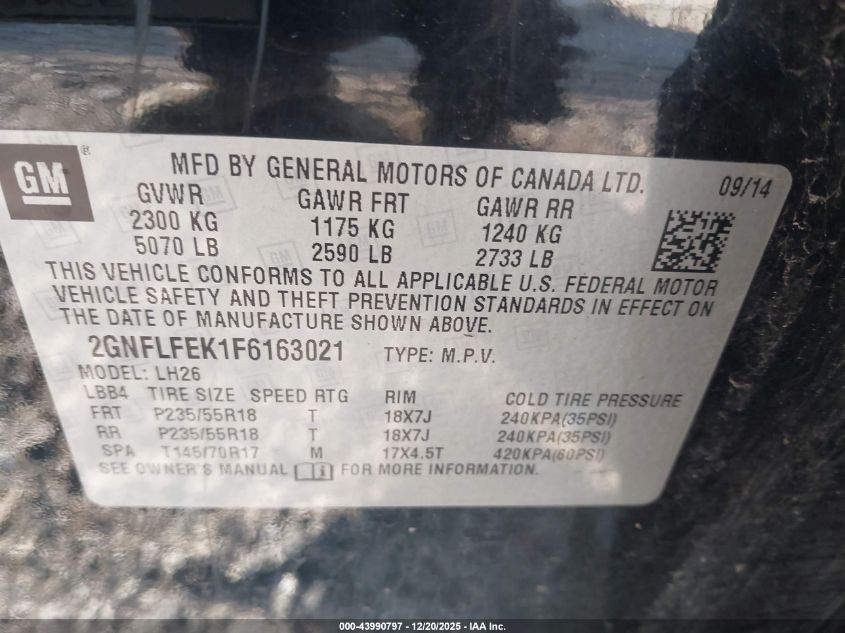 GM
MFD BY GENERAL MOTORS OF CANADA LTD. 09/14
GVWR GAWR FRT GAWR RR
2300 KG 1175 KG 1240 KG
5070 LB 2590 LB 2733 LB
THIS VEHICLE CONFORMS TO ALL APPLICABLE U.S. FEDERAL MOTOR
VEHICLE SAFETY AND THEFT PREVENTION STANDARDS IN EFFECT ON
THE DATE OF MANUFACTURE SHOWN ABOVE.
2GNFLFEK1F6163021 TYPE: M.P.V.
MODEL: LH26
LBB4 TIRE SIZE SPEED RTG RIM COLD TIRE PRESSURE
FRT P235/55R18 T 18X7J 240KPA(35PSI)
RR P235/55R18 T 18X7J 240KPA(35PSI)
SPA T145/70R17 M 17X4.5T 420KPA(60PSI)
SEE OWNER'S MANUAL FOR MORE INFORMATION.
000-43990797 - 12/20/2025 - IAA Inc.